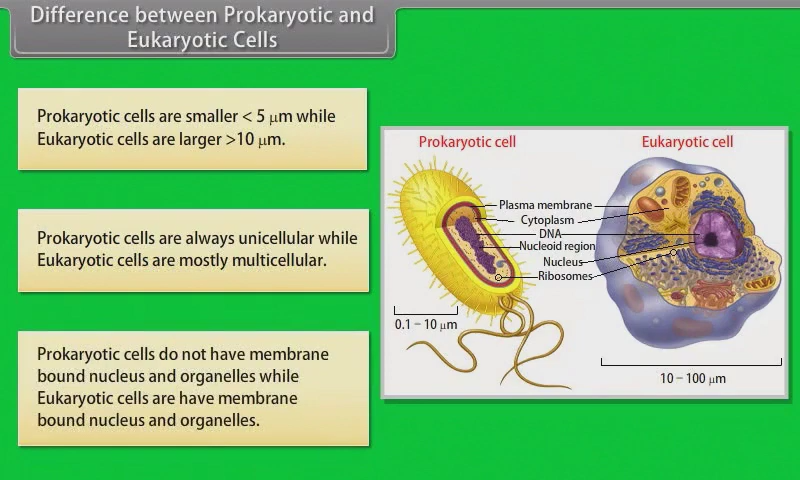 Difference between Prokaryotic and
Eukaryotic Cells
Prokaryotic cells are smaller < 5 μm while
Eukaryotic cells are larger >10 μm.
Prokaryotic cells are always unicellular while
Eukaryotic cells are mostly multicellular.
Prokaryotic cells do not have membrane
bound nucleus and organelles while
Eukaryotic cells are have membrane
bound nucleus and organelles.
Prokaryotic cell
Eukaryotic cell
Plasma membrane
Cytoplasm
DNA
Nucleoid region
Nucleus
Ribosomes
0.1 – 10 μm
10 – 100 μm